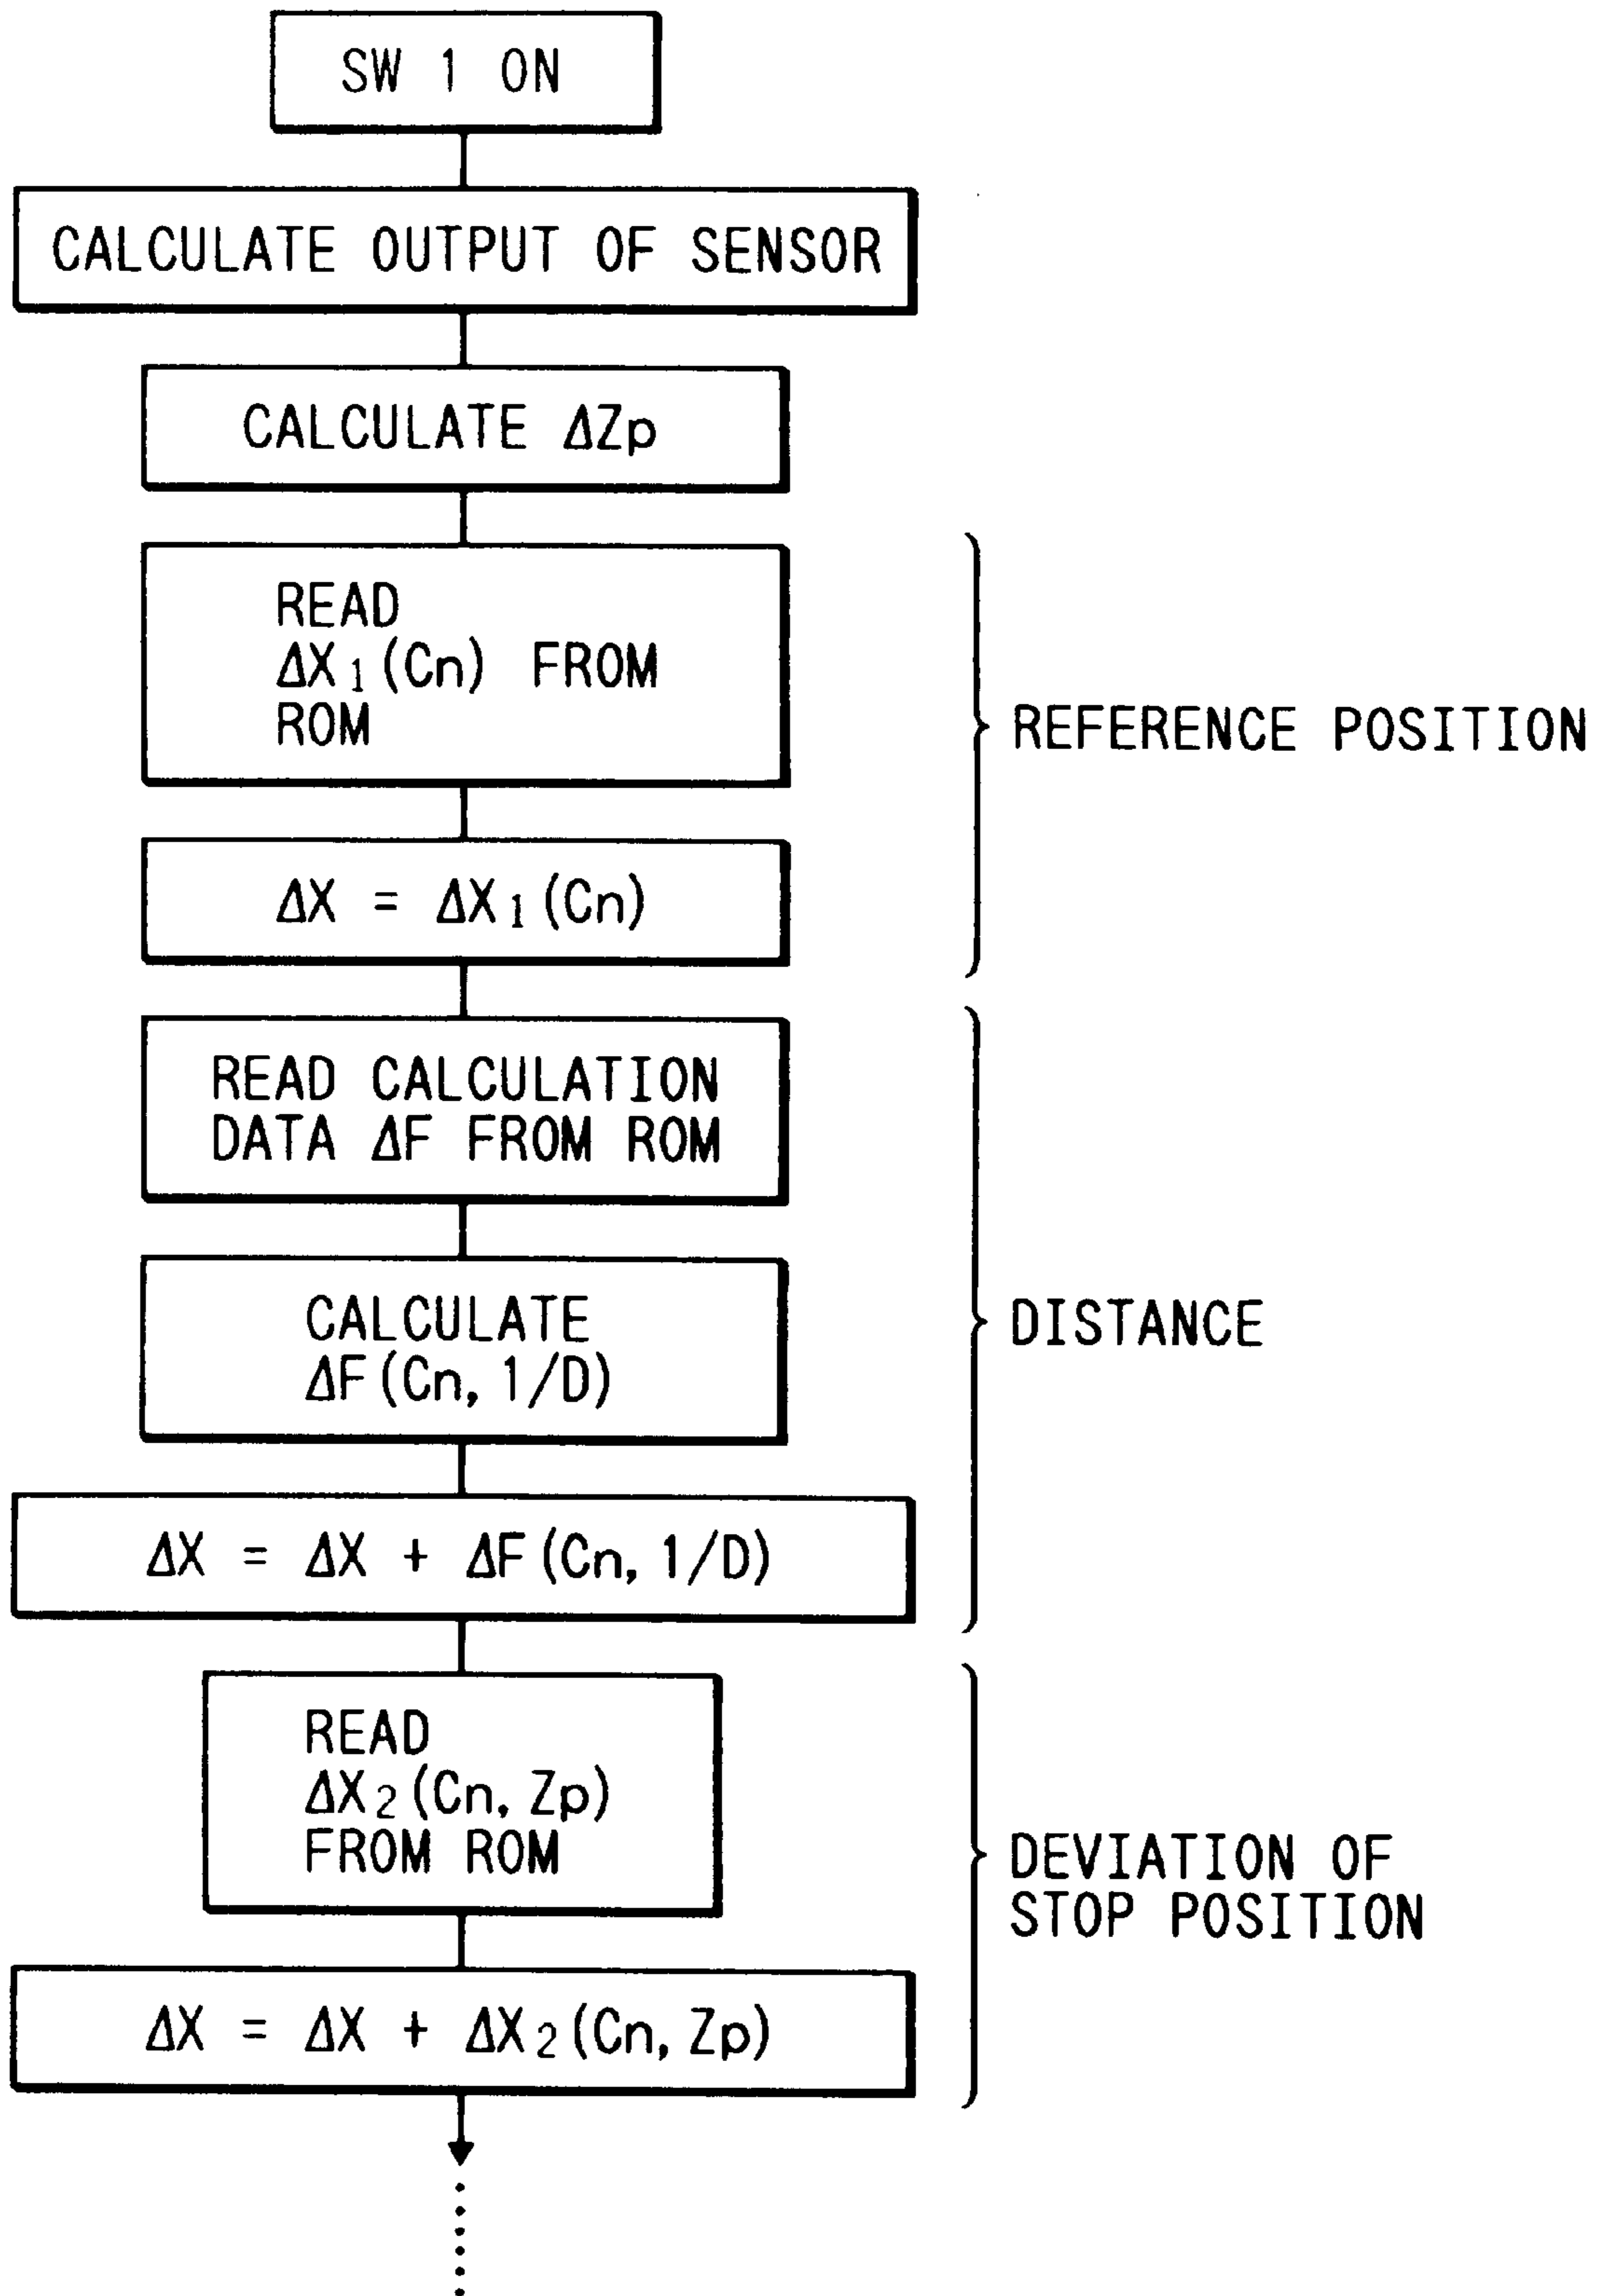 SW 1 ON
CALCULATE OUTPUT OF SENSOR
CALCULATE ΔZp
READ
ΔX₁(Cn) FROM
ROM
REFERENCE POSITION
ΔX = ΔX₁(Cn)
READ CALCULATION
DATA ΔF FROM ROM
CALCULATE
ΔF(Cn, 1/D)
DISTANCE
ΔX = ΔX + ΔF(Cn, 1/D)
READ
ΔX₂(Cn, Zp)
FROM ROM
DEVIATION OF
STOP POSITION
ΔX = ΔX + ΔX₂(Cn, Zp)